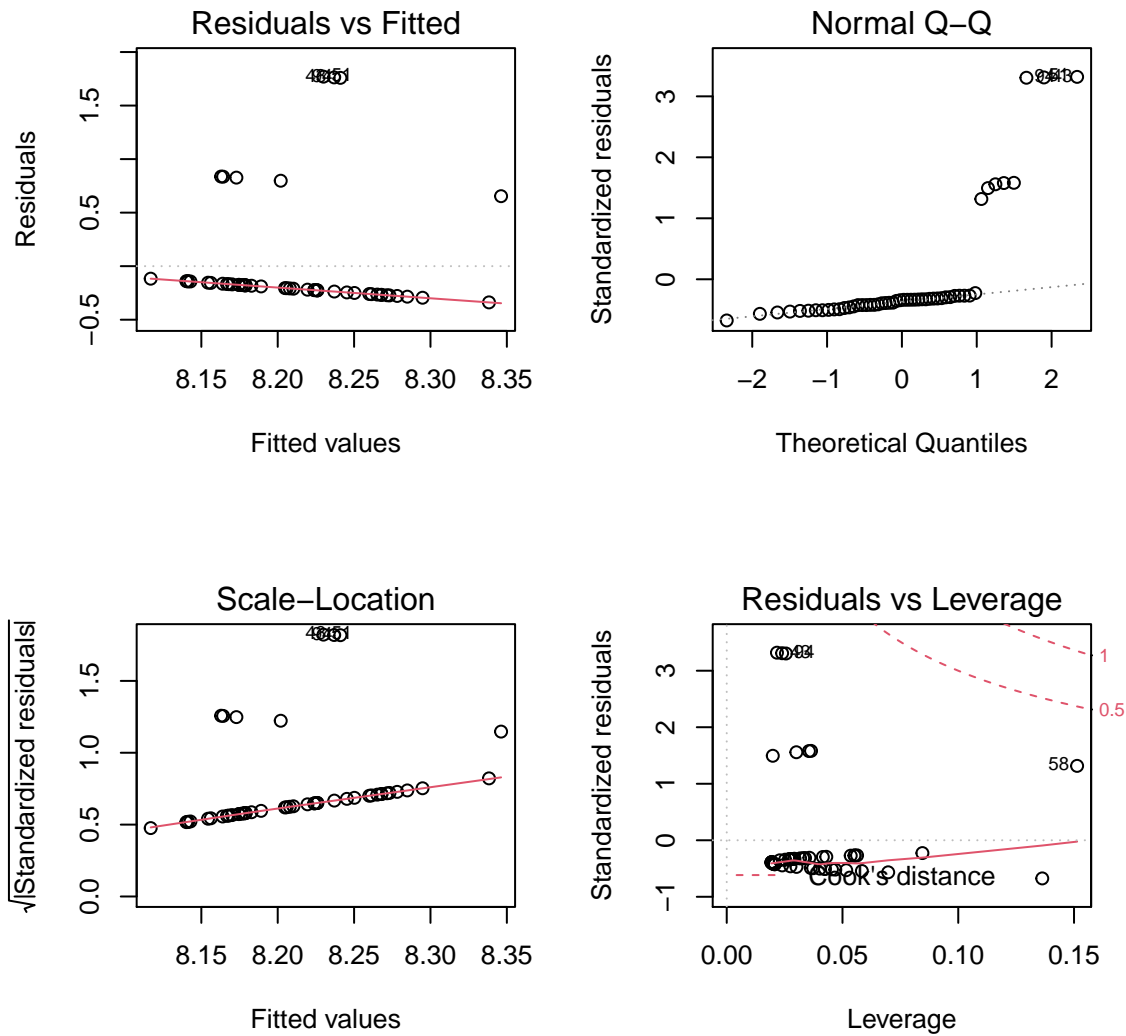 Residuals vs Fitted
Residuals
−0.5
0.5
1.5
8.15 8.20 8.25 8.30 8.35
Fitted values
Normal Q−Q
Standardized residuals
0
1
2
3
−2 −1 0 1 2
Theoretical Quantiles
Scale−Location
√|Standardized residuals|
0.0
0.5
1.0
1.5
8.15 8.20 8.25 8.30 8.35
Fitted values
Residuals vs Leverage
Standardized residuals
−1
0
1
2
3
1
0.5
58
Cook's distance
0.00 0.05 0.10 0.15
Leverage